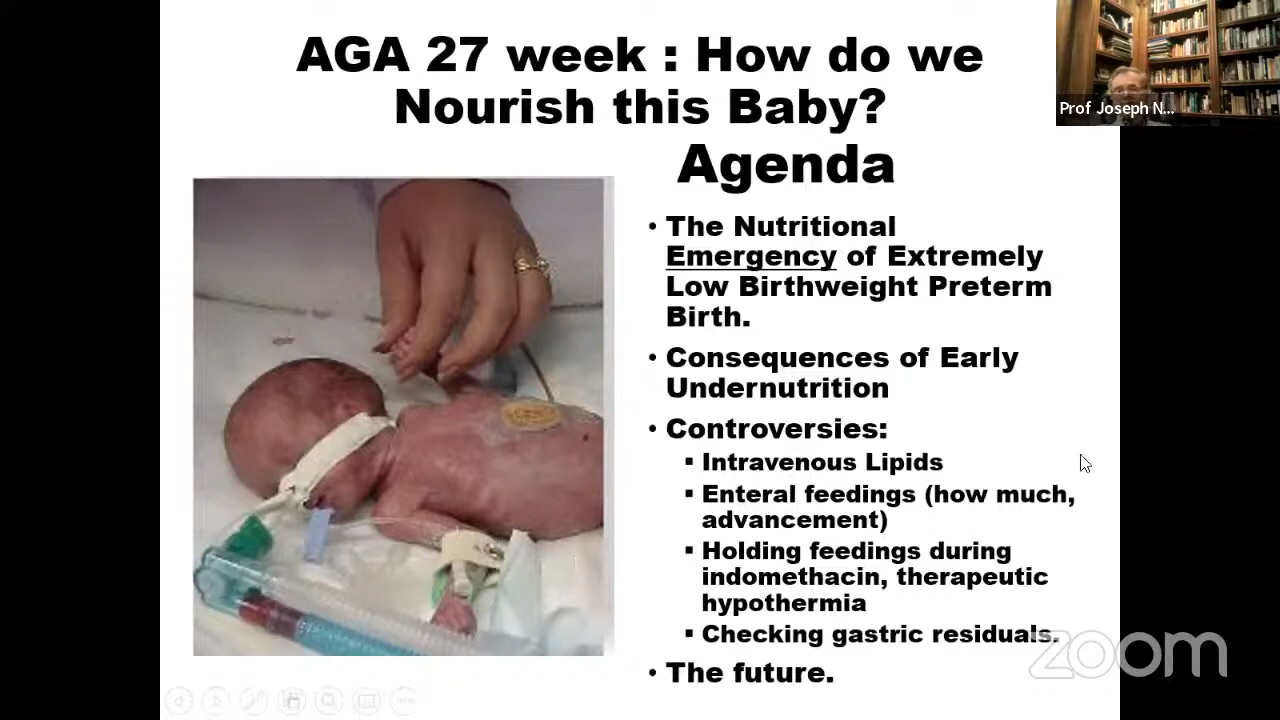 AGA 27 week : How do we
Nourish this Baby?
Prof Joseph N...
Agenda
• The Nutritional
Emergency of Extremely
Low Birthweight Preterm
Birth.
• Consequences of Early
Undernutrition
• Controversies:
▪ Intravenous Lipids
▪ Enteral feedings (how much,
advancement)
▪ Holding feedings during
indomethacin, therapeutic
hypothermia
▪ Checking gastric residuals.
• The future.
zoom